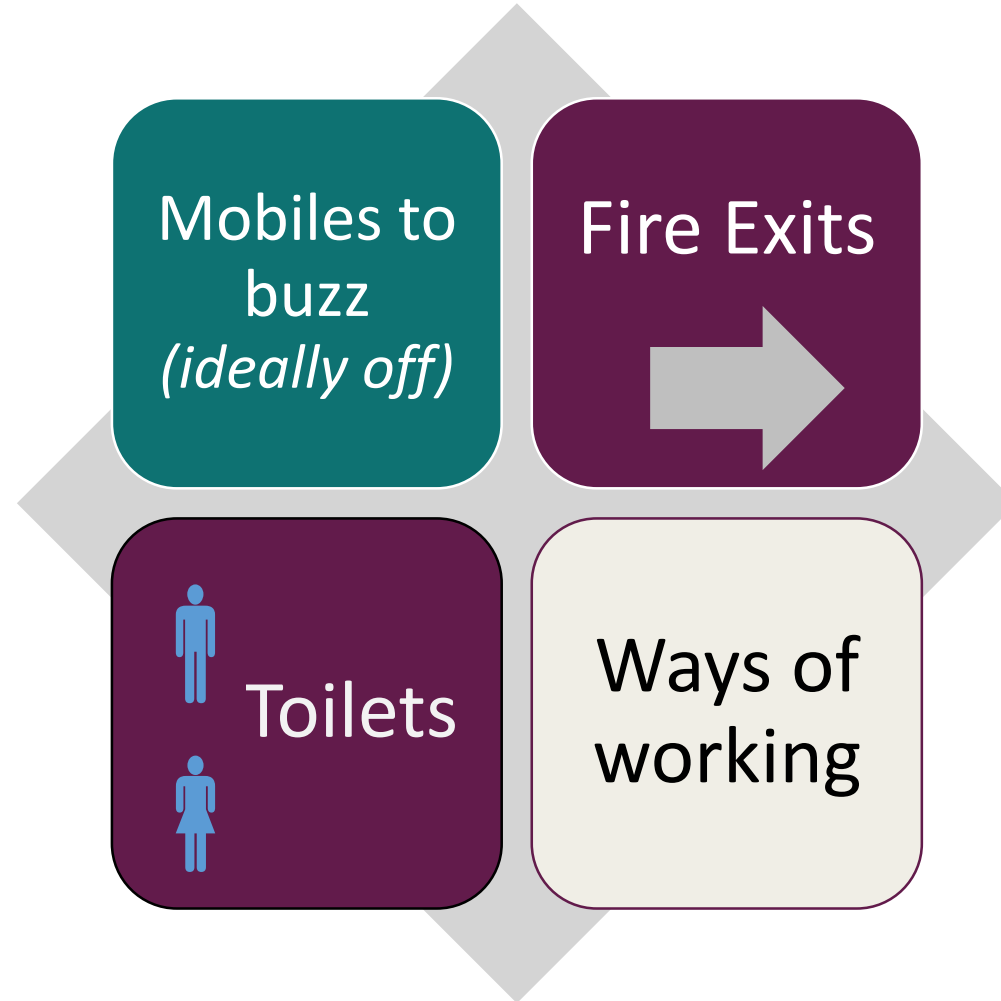 Mobiles to
buzz
(ideally off)
Fire Exits
Toilets
Ways of
working